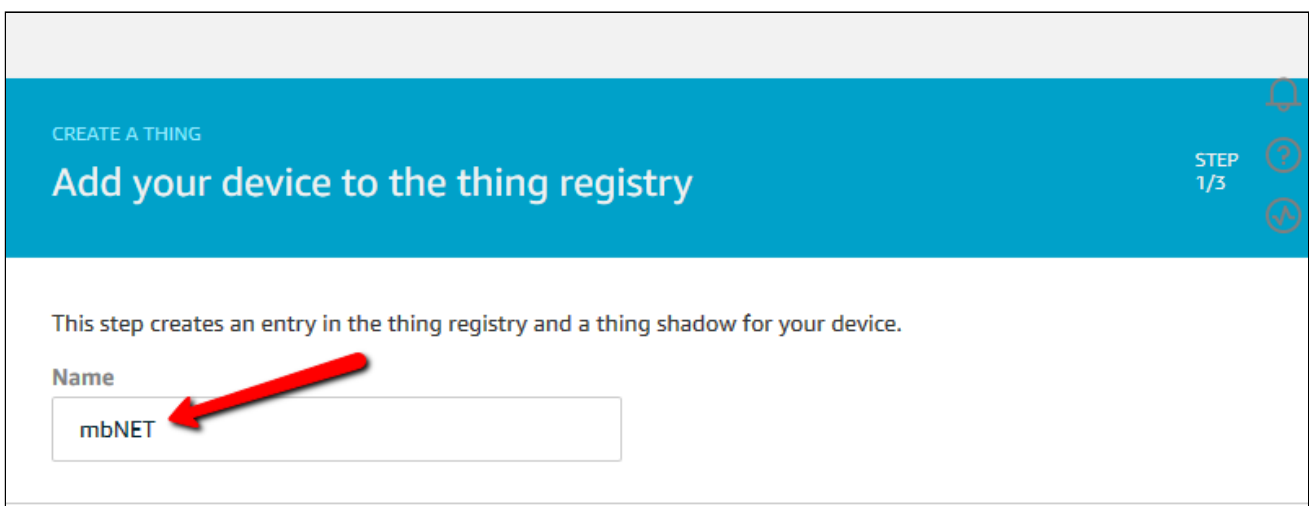 CREATE A THING
Add your device to the thing registry
STEP
1/3
This step creates an entry in the thing registry and a thing shadow for your device.
Name
mbNET